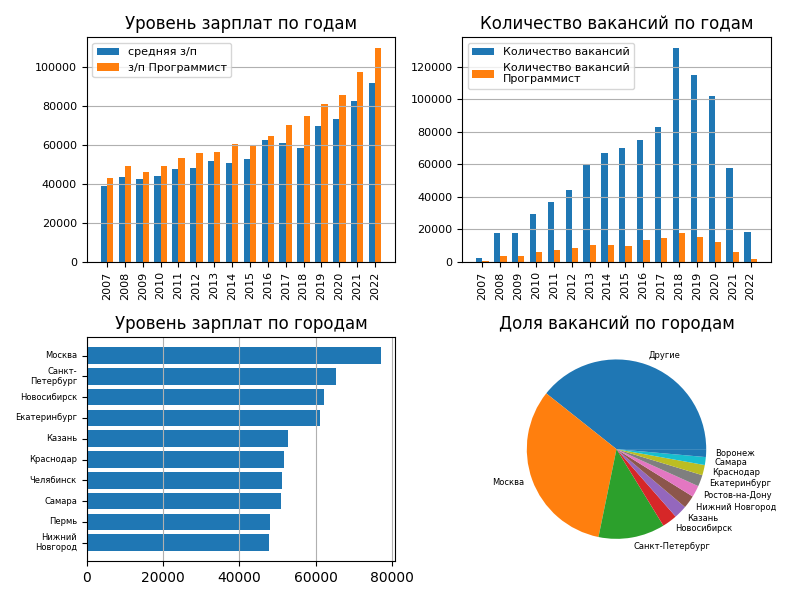 Уровень зарплат по годам
средняя з/п
з/п Программист
100000
80000
60000
40000
20000
0
2007 2008 2009 2010 2011 2012 2013 2014 2015 2016 2017 2018 2019 2020 2021 2022
Количество вакансий по годам
Количество вакансий
Количество вакансий
Программист
120000
100000
80000
60000
40000
20000
0
2007 2008 2009 2010 2011 2012 2013 2014 2015 2016 2017 2018 2019 2020 2021 2022
Уровень зарплат по городам
Москва
Санкт-
Петербург
Новосибирск
Екатеринбург
Казань
Краснодар
Челябинск
Самара
Пермь
Нижний
Новгород
0 20000 40000 60000 80000
Доля вакансий по городам
Другие
Москва
Санкт-Петербург
Новосибирск
Казань
Нижний Новгород
Ростов-на-Дону
Екатеринбург
Краснодар
Самара
Воронеж